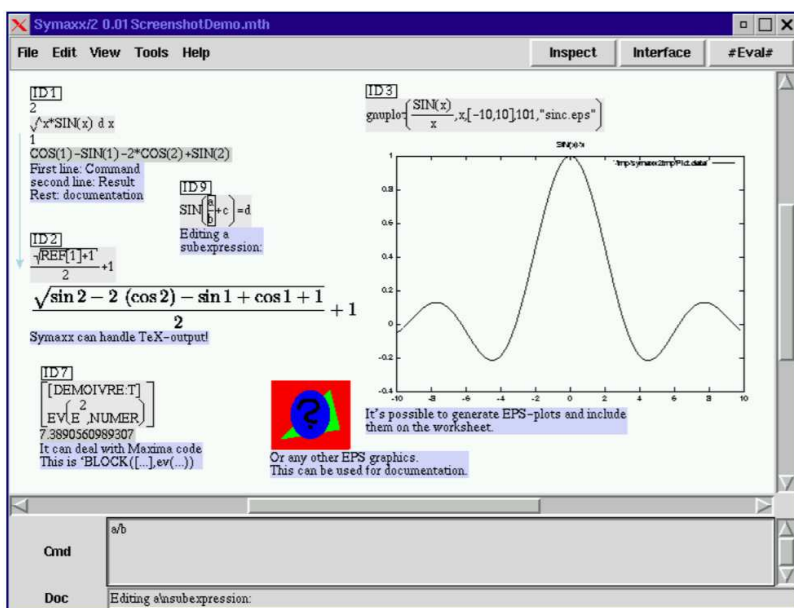 Symaxx/2 0.01 ScreenshotDemo.mth
File Edit View Tools Help
Inspect Interface #Eval#
ID1
2
√^x*SIN(x) d x
1
COS(1)-SIN(1)-2*COS(2)+SIN(2)
First line: Command
second line: Result
Rest: documentation
ID9
SIN(a/b+c)=d
Editing a
subexpression:
ID2
√REF[1]+1
2
+1
√sin 2 − 2 (cos 2) − sin 1 + cos 1 + 1
2
+ 1
Symaxx can handle TeX-output!
ID7
[DEMOIVRE:T]
2
EV(E ,NUMER)
7.3890560989307
It can deal with Maxima code
This is 'BLOCK([...],ev(...))
ID3
gnuplot(SIN(x)/x,x,[-10,10],101,"sinc.eps")
SIN(x)/x
1
0.8
0.6
0.4
0.2
0
0.2
0.4
-10 -8 -6 -4 -2 0 2 4 6 8 10
It's possible to generate EPS-plots and include
them on the worksheet.
?
Or any other EPS graphics.
This can be used for documentation.
Cmd
a/b
Doc
Editing a\nsubexpression: